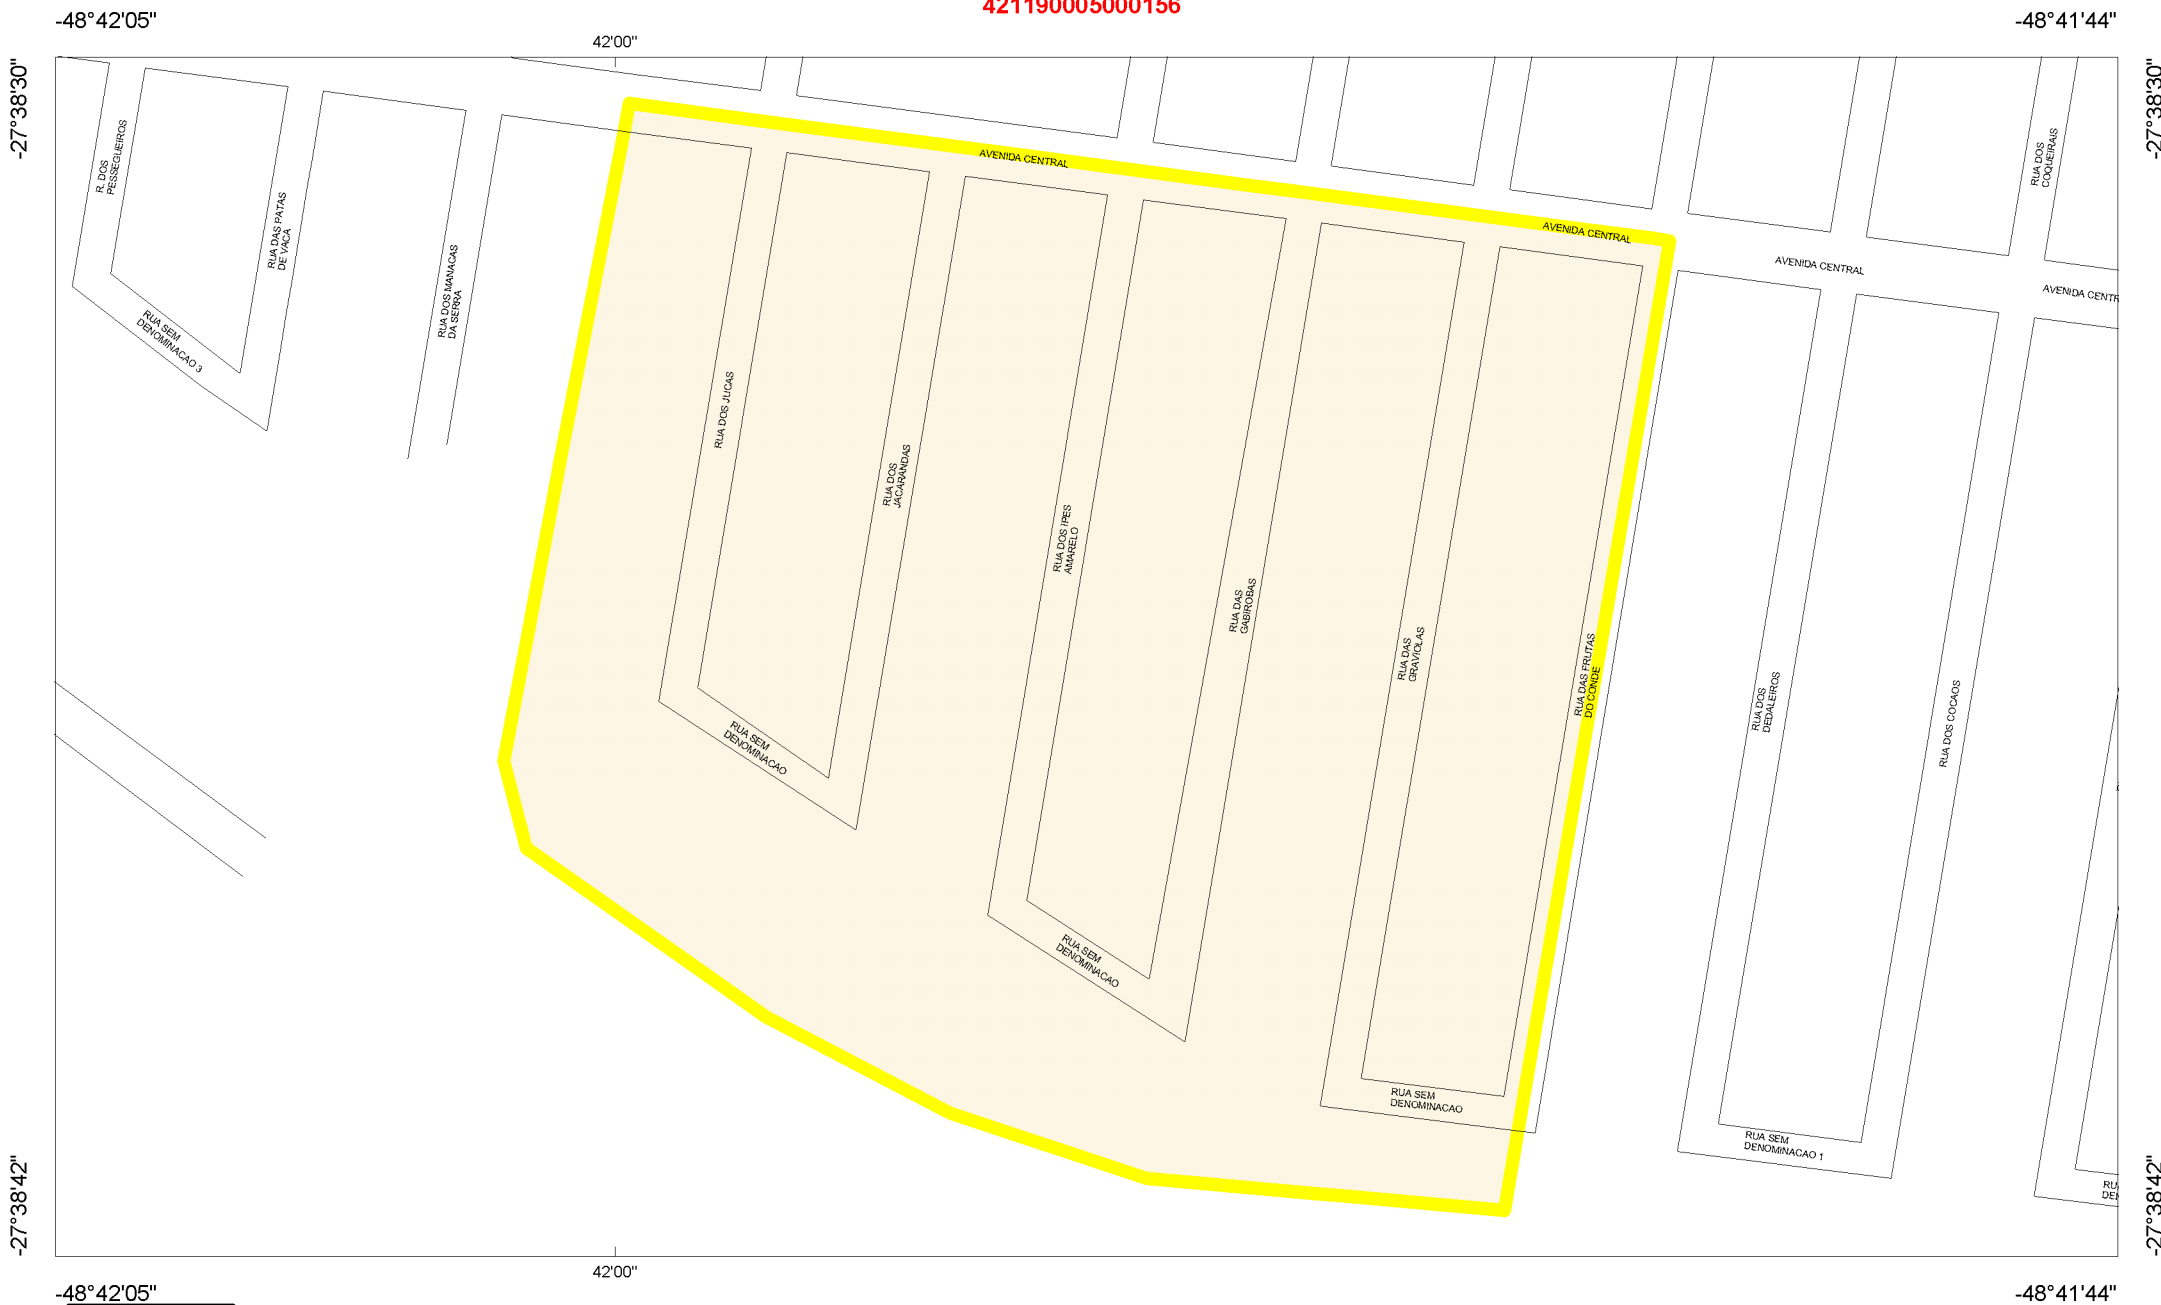 421190005000156
-48°42'05"
-48°41'44"
42'00"
-27°38'30"
-27°38'30"
R. DOS
PESSEGUEIROS
RUA DOS
COQUEIRAIS
AVENIDA CENTRAL
RUA DAS PATAS
DE VACA
AVENIDA CENTRAL
RUA DOS MANACAS
DA SERRA
AVENIDA CENTRAL
AVENIDA CENTR
RUA SEM
DENOMINACAO 3
RUA DOS JUCAS
RUA DOS
JACARANDAS
RUA DOS IPES
AMARELO
RUA DAS
GABIROBAS
RUA DAS
GRAVIOLAS
RUA DAS FRUTAS
DO CONDE
RUA DOS
DEDALEIROS
RUA DOS COCAOS
RUA SEM
DENOMINACAO
RUA SEM
DENOMINACAO
RUA SEM
DENOMINACAO
RUA SEM
DENOMINACAO 1
RU
DEN
-27°38'42"
-27°38'42"
42'00"
-48°42'05"
-48°41'44"